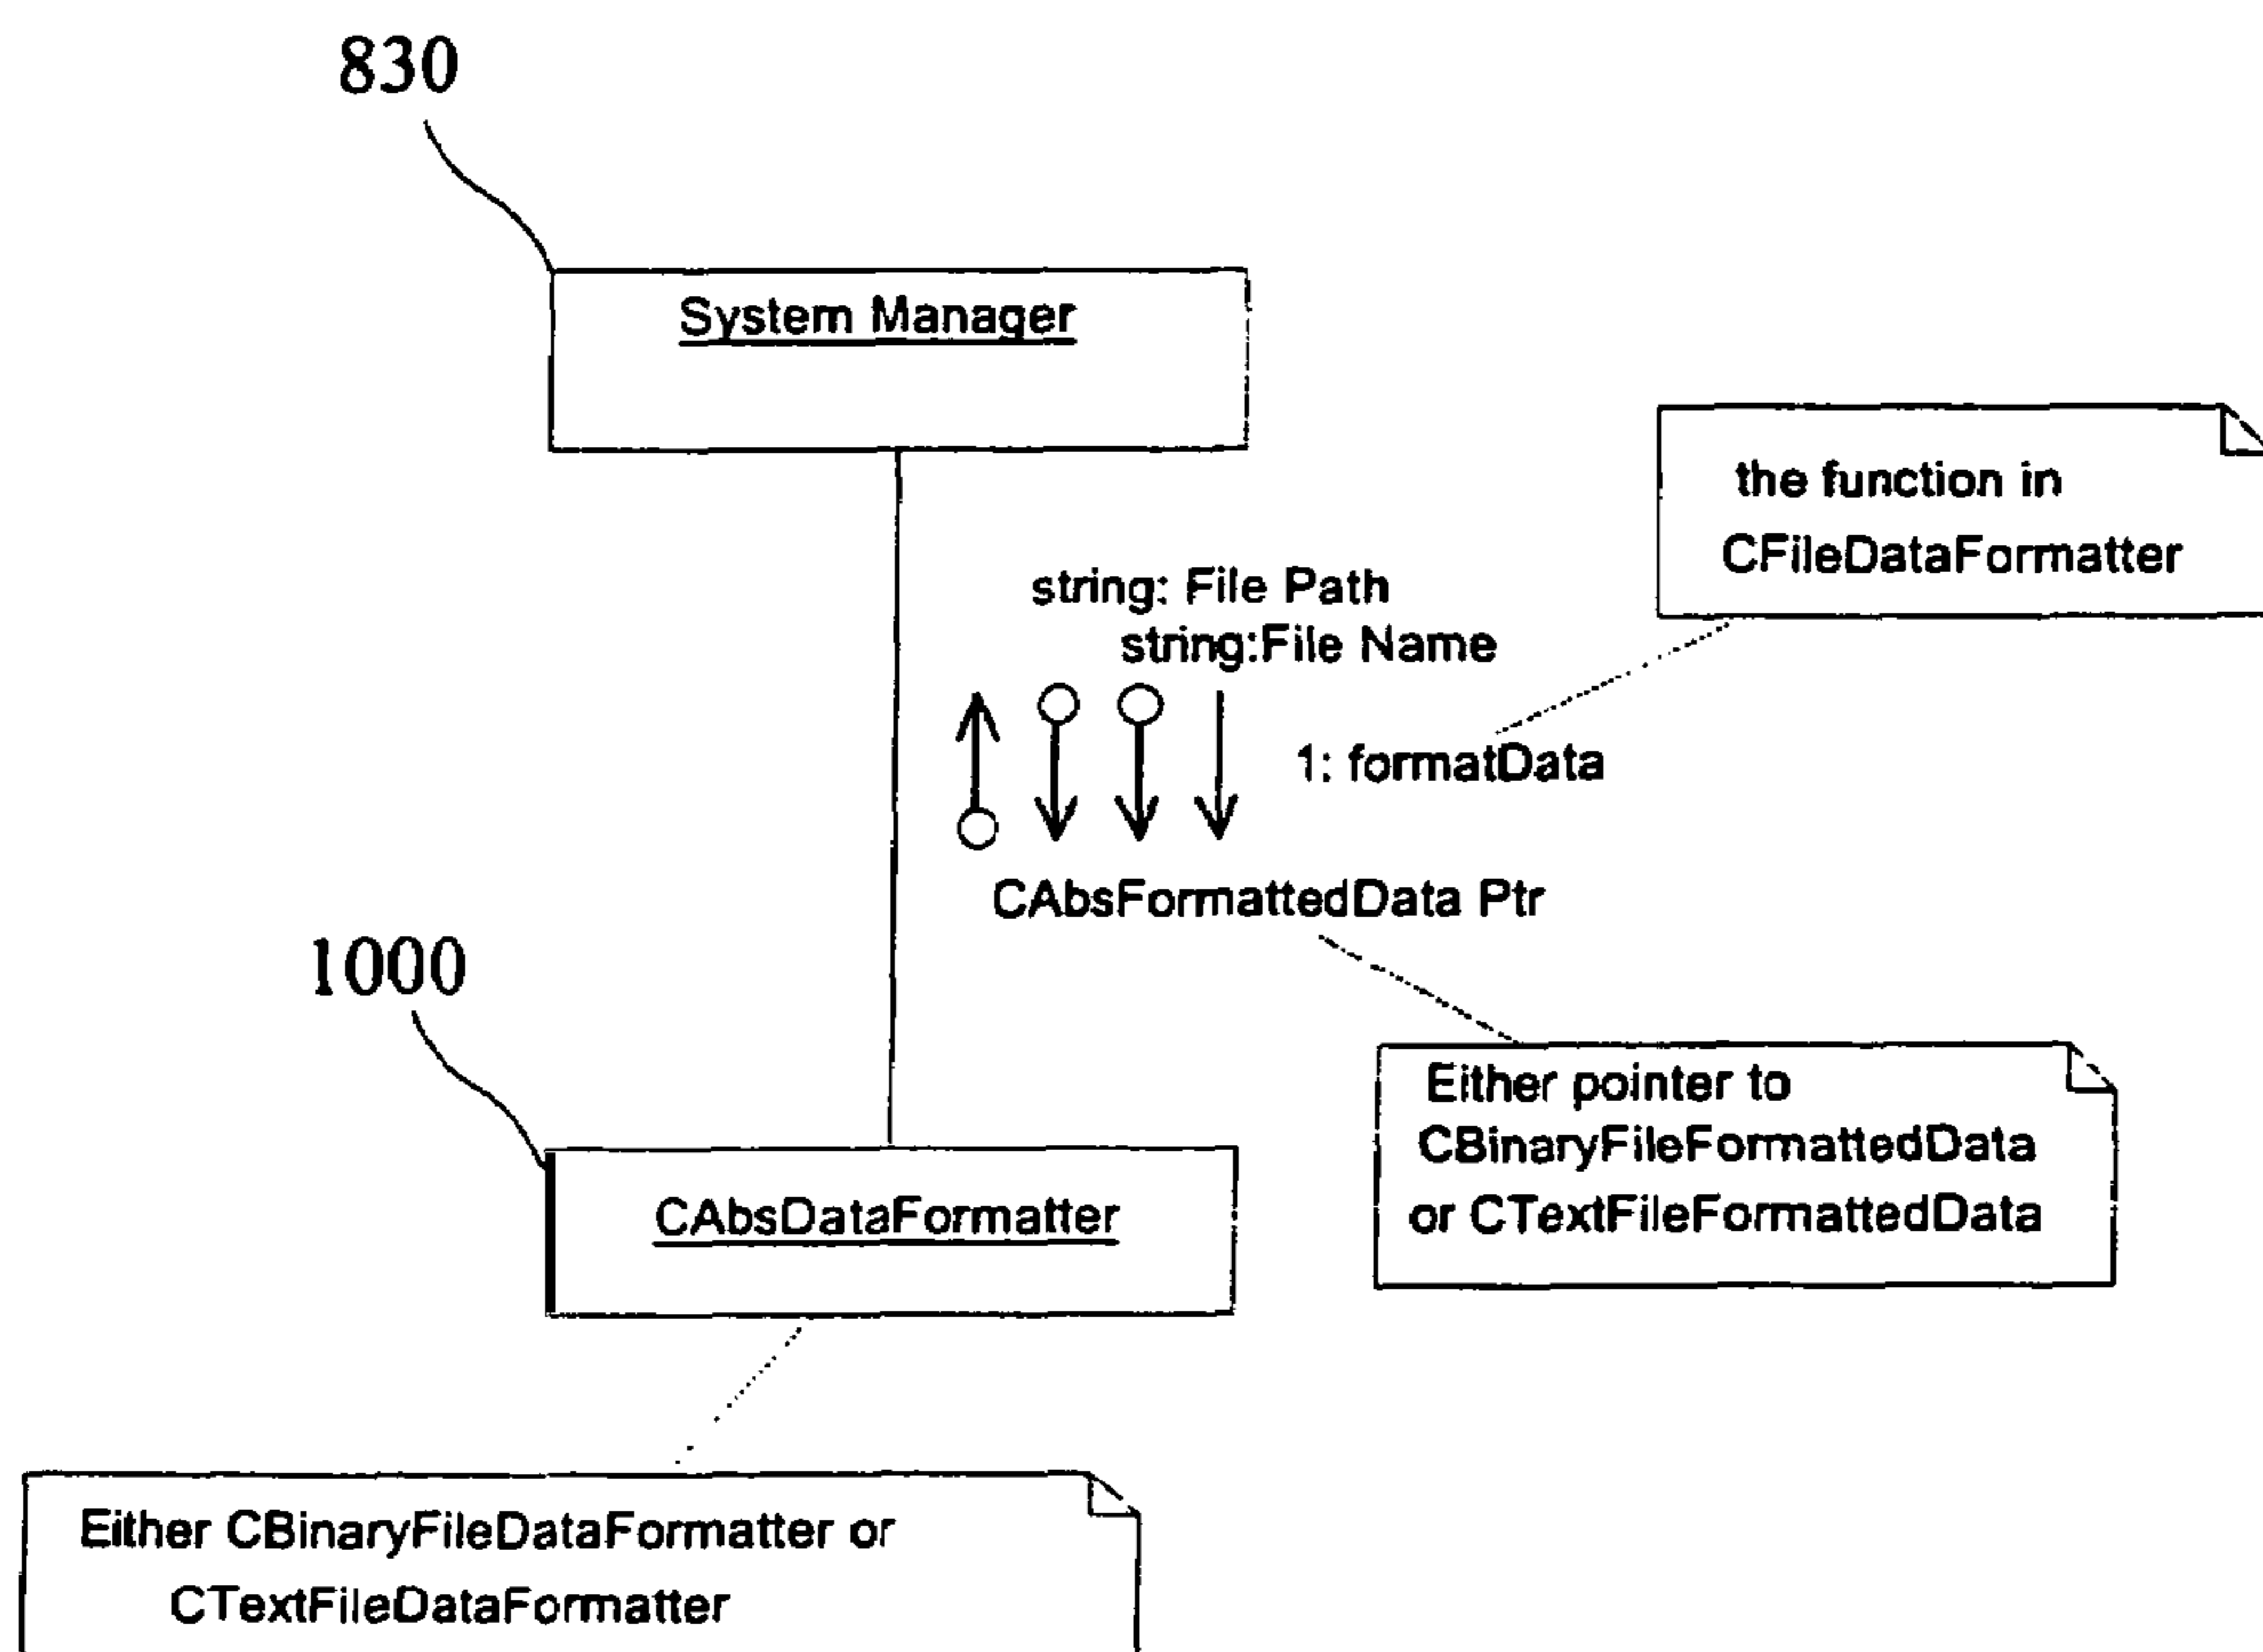 830
System Manager
the function in
CFileDataFormatter
string: File Path
string:File Name
1: formatData
CAbsFormattedData Ptr
1000
Either pointer to
CBinaryFileFormattedData
or CTextFileFormattedData
CAbsDataFormatter
Either CBinaryFileDataFormatter or
CTextFileDataFormatter